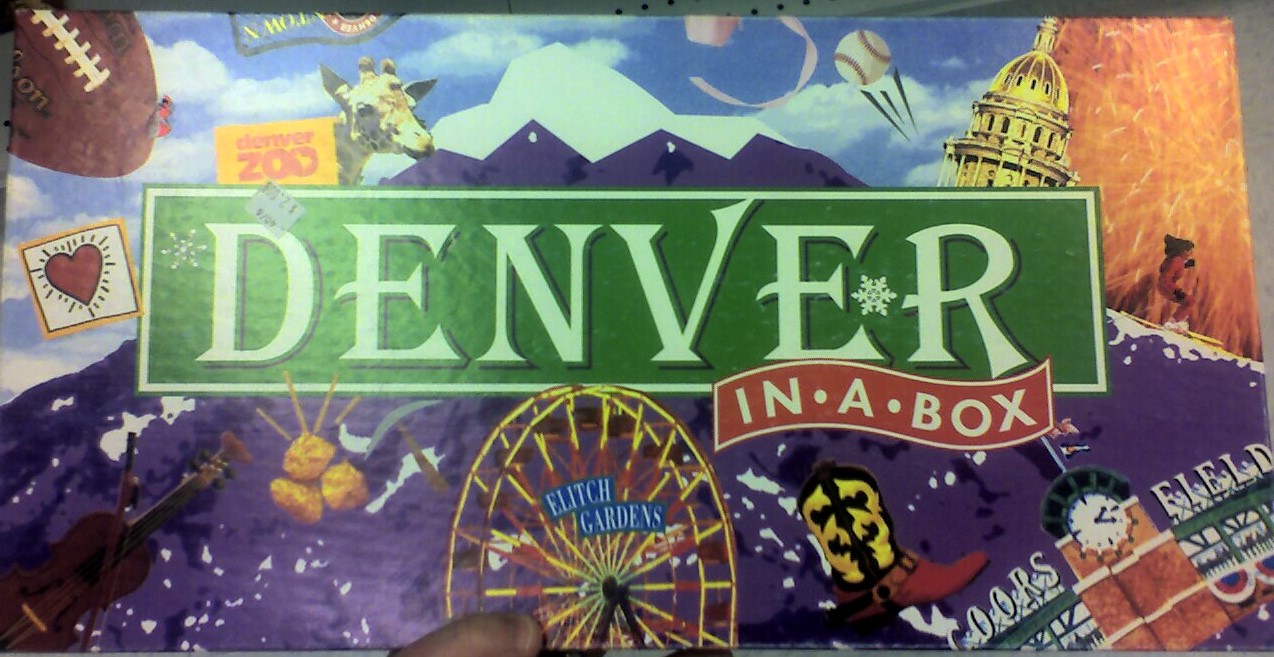 denver
ZOO
DENVER
IN•A•BOX
ELITCH
GARDENS
COORS
FIELD